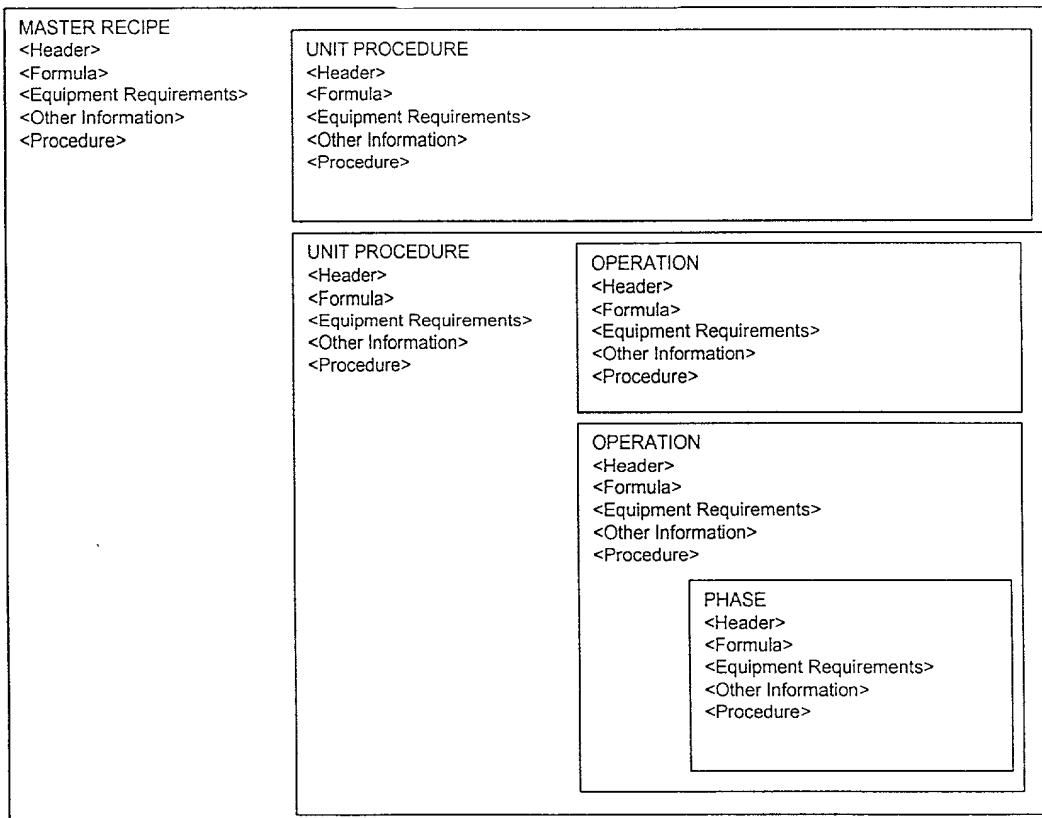 MASTER RECIPE
<Header>
<Formula>
<Equipment Requirements>
<Other Information>
<Procedure>
UNIT PROCEDURE
<Header>
<Formula>
<Equipment Requirements>
<Other Information>
<Procedure>
UNIT PROCEDURE
<Header>
<Formula>
<Equipment Requirements>
<Other Information>
<Procedure>
OPERATION
<Header>
<Formula>
<Equipment Requirements>
<Other Information>
<Procedure>
OPERATION
<Header>
<Formula>
<Equipment Requirements>
<Other Information>
<Procedure>
PHASE
<Header>
<Formula>
<Equipment Requirements>
<Other Information>
<Procedure>